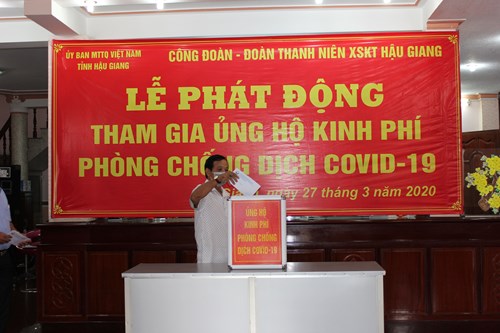 ỦY BAN MTTQ VIỆT NAM
TỈNH HẬU GIANG
CÔNG ĐOÀN - ĐOÀN THANH NIÊN XSKT HẬU GIANG
LỄ PHÁT ĐỘNG
THAM GIA ỦNG HỘ KINH PHÍ
PHÒNG CHỐNG DỊCH COVID-19
ngày 27 tháng 3 năm 2020
ỦNG HỘ
KINH PHÍ
PHÒNG CHỐNG
DỊCH COVID-19